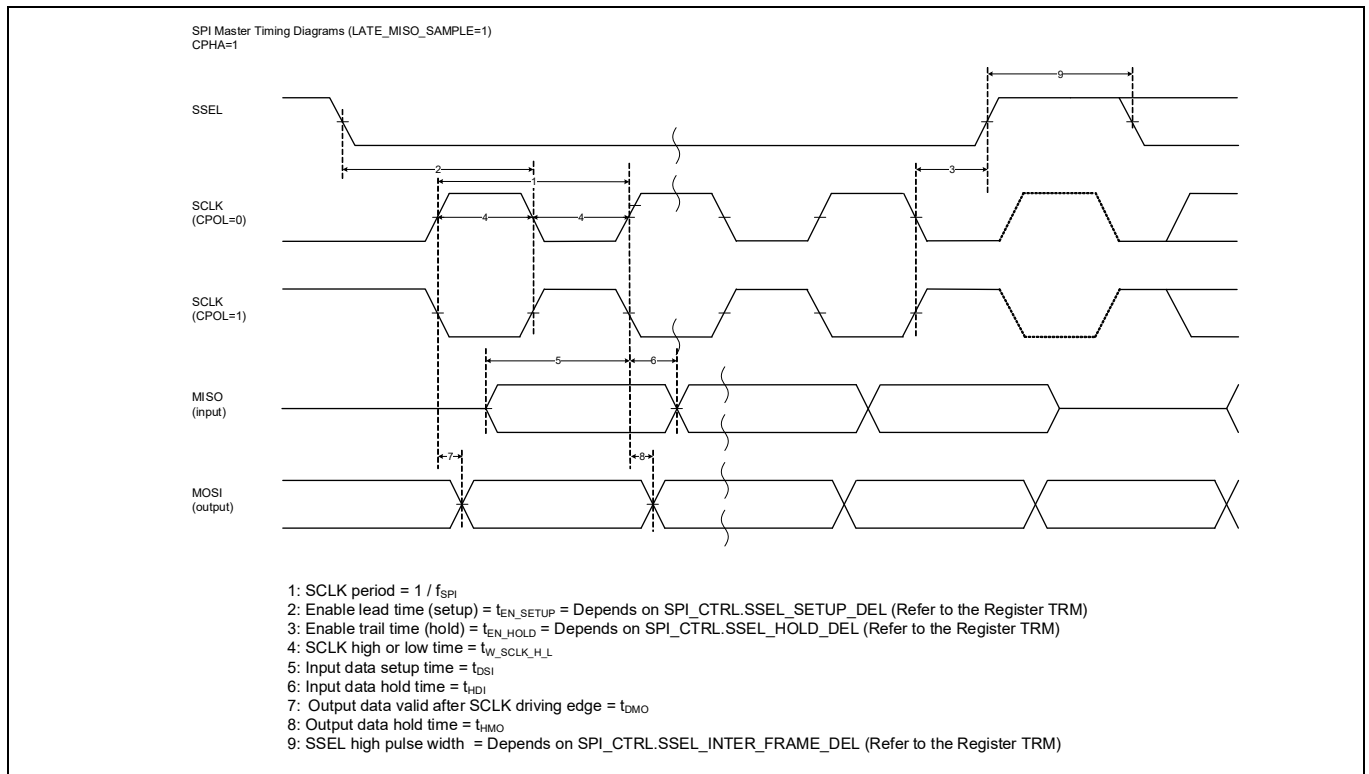 SPI Master Timing Diagrams (LATE_MISO_SAMPLE=1)
CPHA=1
9
SSEL
2
3
1
SCLK
(CPOL=0)
4
4
SCLK
(CPOL=1)
5
6
MISO
(input)
7
8
MOSI
(output)
1: SCLK period = 1 / fSPI
2: Enable lead time (setup) = tEN_SETUP = Depends on SPI_CTRL.SSEL_SETUP_DEL (Refer to the Register TRM)
3: Enable trail time (hold) = tEN_HOLD = Depends on SPI_CTRL.SSEL_HOLD_DEL (Refer to the Register TRM)
4: SCLK high or low time = tW_SCLK_H_L
5: Input data setup time = tDSI
6: Input data hold time = tHDI
7: Output data valid after SCLK driving edge = tDMO
8: Output data hold time = tHMO
9: SSEL high pulse width = Depends on SPI_CTRL.SSEL_INTER_FRAME_DEL (Refer to the Register TRM)